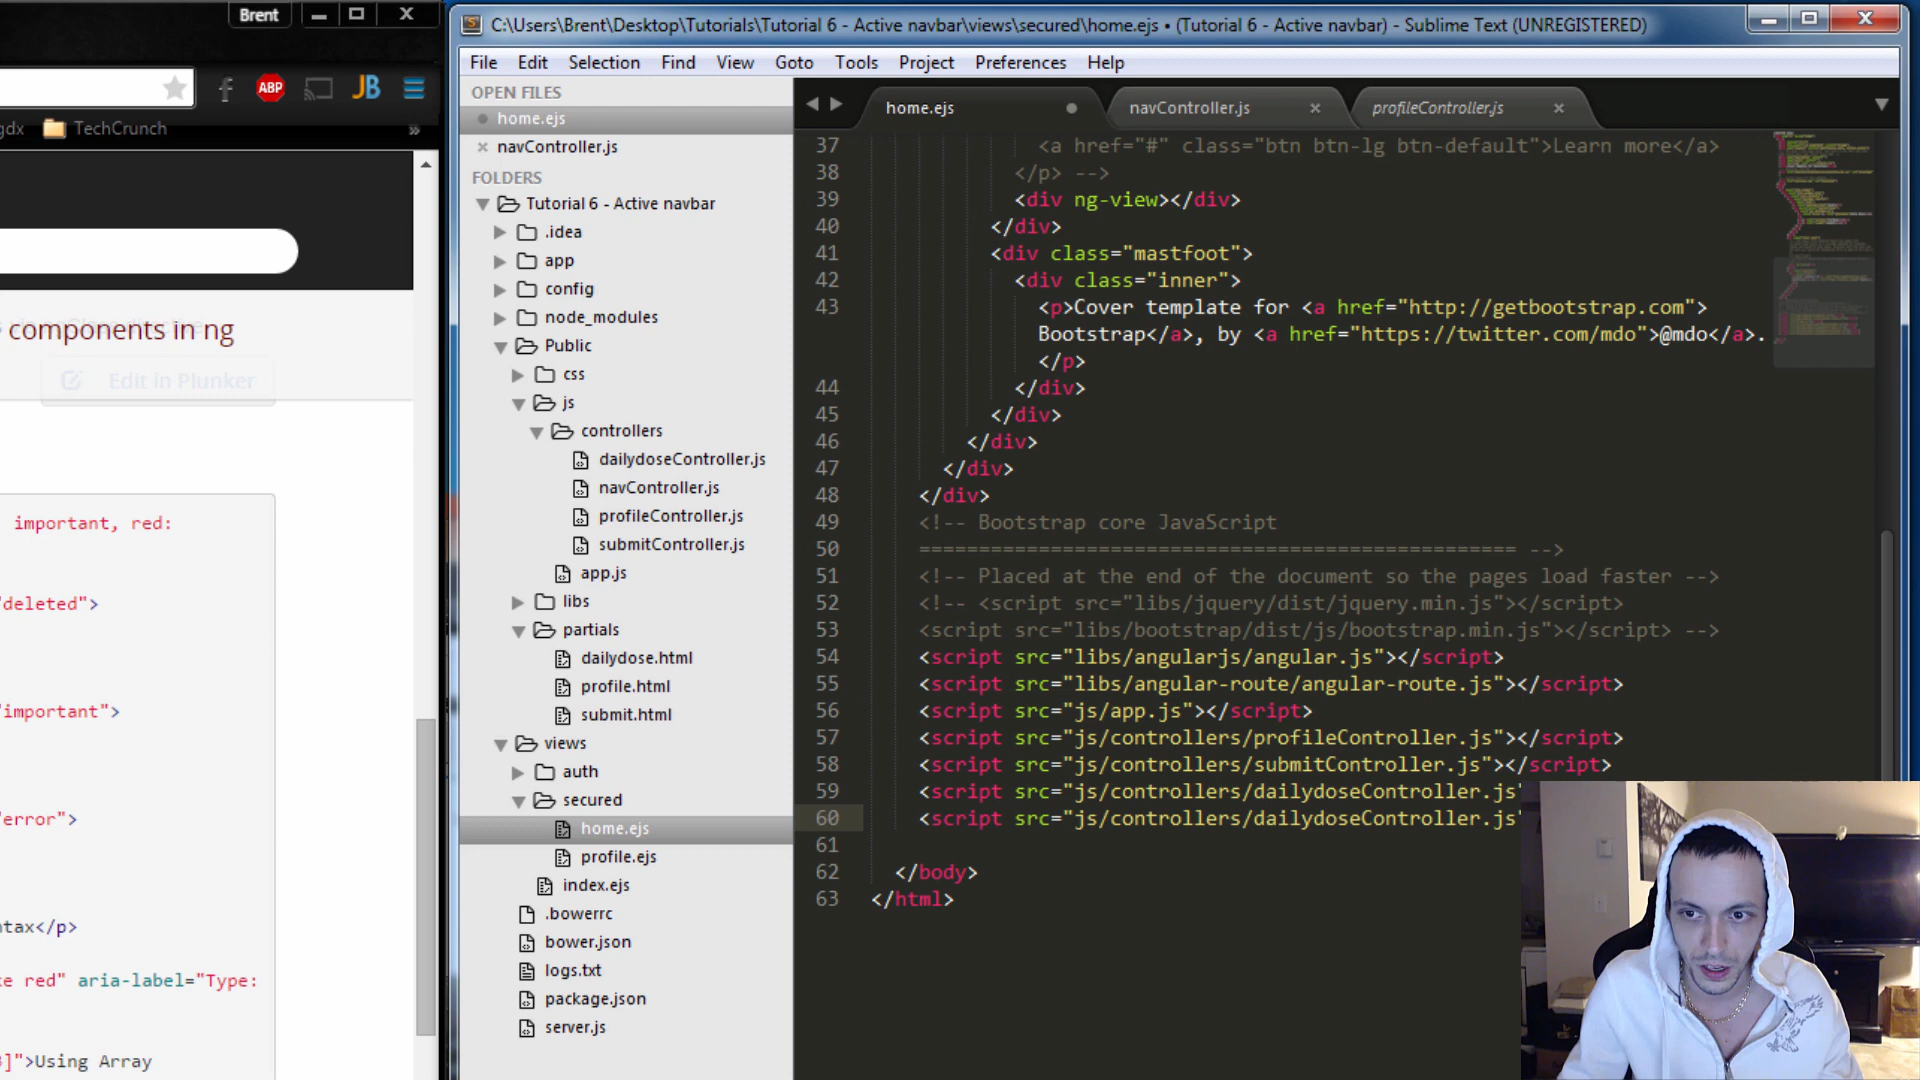 Brent
C:\Users\Brent\Desktop\Tutorials\Tutorial 6 - Active navbar\views\secured\home.ejs • (Tutorial 6 - Active navbar) - Sublime Text (UNREGISTERED)
File Edit Selection Find View Goto Tools Project Preferences Help
ABP
JB
gdx
TechCrunch
»
components in ng
Edit in Plunker
important, red:
"deleted">
"important">
"error">
ntax</p>
red" aria-label="Type:
]">Using Array
OPEN FILES
home.ejs
navController.js
FOLDERS
Tutorial 6 - Active navbar
.idea
app
config
node_modules
Public
css
js
controllers
dailydoseController.js
navController.js
profileController.js
submitController.js
app.js
libs
partials
dailydose.html
profile.html
submit.html
views
auth
secured
home.ejs
profile.ejs
index.ejs
.bowerrc
bower.json
logs.txt
package.json
server.js
home.ejs
navController.js
profileController.js
37 <a href="#" class="btn btn-lg btn-default">Learn more</a>
38 </p> -->
39 <div ng-view></div>
40 </div>
41 <div class="mastfoot">
42 <div class="inner">
43 <p>Cover template for <a href="http://getbootstrap.com">
Bootstrap</a>, by <a href="https://twitter.com/mdo">@mdo</a>.
</p>
44 </div>
45 </div>
46 </div>
47 </div>
48 </div>
49 <!-- Bootstrap core JavaScript
50 ================================================== -->
51 <!-- Placed at the end of the document so the pages load faster -->
52 <!-- <script src="libs/jquery/dist/jquery.min.js"></script>
53 <script src="libs/bootstrap/dist/js/bootstrap.min.js"></script> -->
54 <script src="libs/angularjs/angular.js"></script>
55 <script src="libs/angular-route/angular-route.js"></script>
56 <script src="js/app.js"></script>
57 <script src="js/controllers/profileController.js"></script>
58 <script src="js/controllers/submitController.js"></script>
59 <script src="js/controllers/dailydoseController.js"
60 <script src="js/controllers/dailydoseController.js"
61
62 </body>
63 </html>